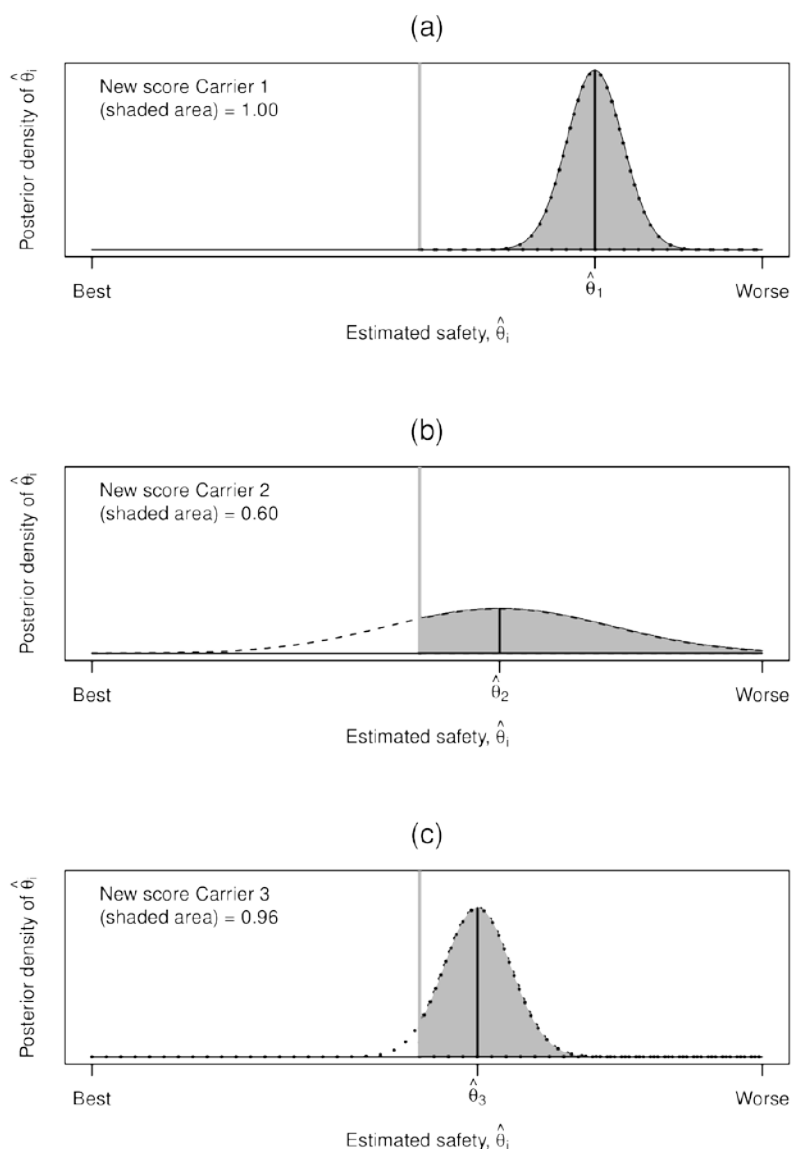 (a)
Posterior density of θ̂ᵢ
New score Carrier 1
(shaded area) = 1.00
Best
θ̂₁
Worse
Estimated safety, θ̂ᵢ
(b)
Posterior density of θ̂ᵢ
New score Carrier 2
(shaded area) = 0.60
Best
θ̂₂
Worse
Estimated safety, θ̂ᵢ
(c)
Posterior density of θ̂ᵢ
New score Carrier 3
(shaded area) = 0.96
Best
θ̂₃
Worse
Estimated safety, θ̂ᵢ